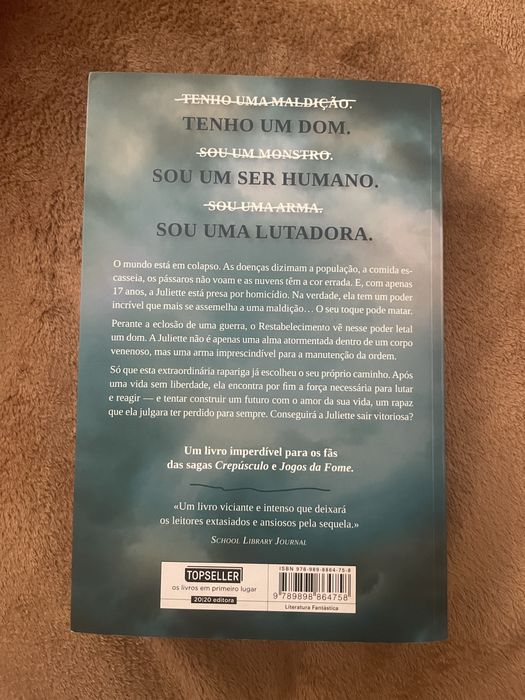 TENHO UMA MALDIÇÃO.
TENHO UM DOM.
SOU UM MONSTRO.
SOU UM SER HUMANO.
SOU UMA ARMA.
SOU UMA LUTADORA.
O mundo está em colapso. As doenças dizimam a população, a comida es-
casseia, os pássaros não voam e as nuvens têm a cor errada. E, com apenas
17 anos, a Juliette está presa por homicídio. Na verdade, ela tem um poder
incrível que mais se assemelha a uma maldição… O seu toque pode matar.
Perante a eclosão de uma guerra, o Restabelecimento vê nesse poder letal
um dom. A Juliette não é apenas uma alma atormentada dentro de um corpo
venenoso, mas uma arma imprescindível para a manutenção da ordem.
Só que esta extraordinária rapariga já escolheu o seu próprio caminho. Após
uma vida sem liberdade, ela encontra por fim a força necessária para lutar
e reagir — e tentar construir um futuro com o amor da sua vida, um rapaz
que ela julgara ter perdido para sempre. Conseguirá a Juliette sair vitoriosa?
Um livro imperdível para os fãs
das sagas Crepúsculo e Jogos da Fome.
«Um livro viciante e intenso que deixará
os leitores extasiados e ansiosos pela sequela.»
School Library Journal
TOPSELLER
os livros em primeiro lugar
20|20 editora
ISBN 978-989-8864-75-8
9 789898 864758
Literatura Fantástica